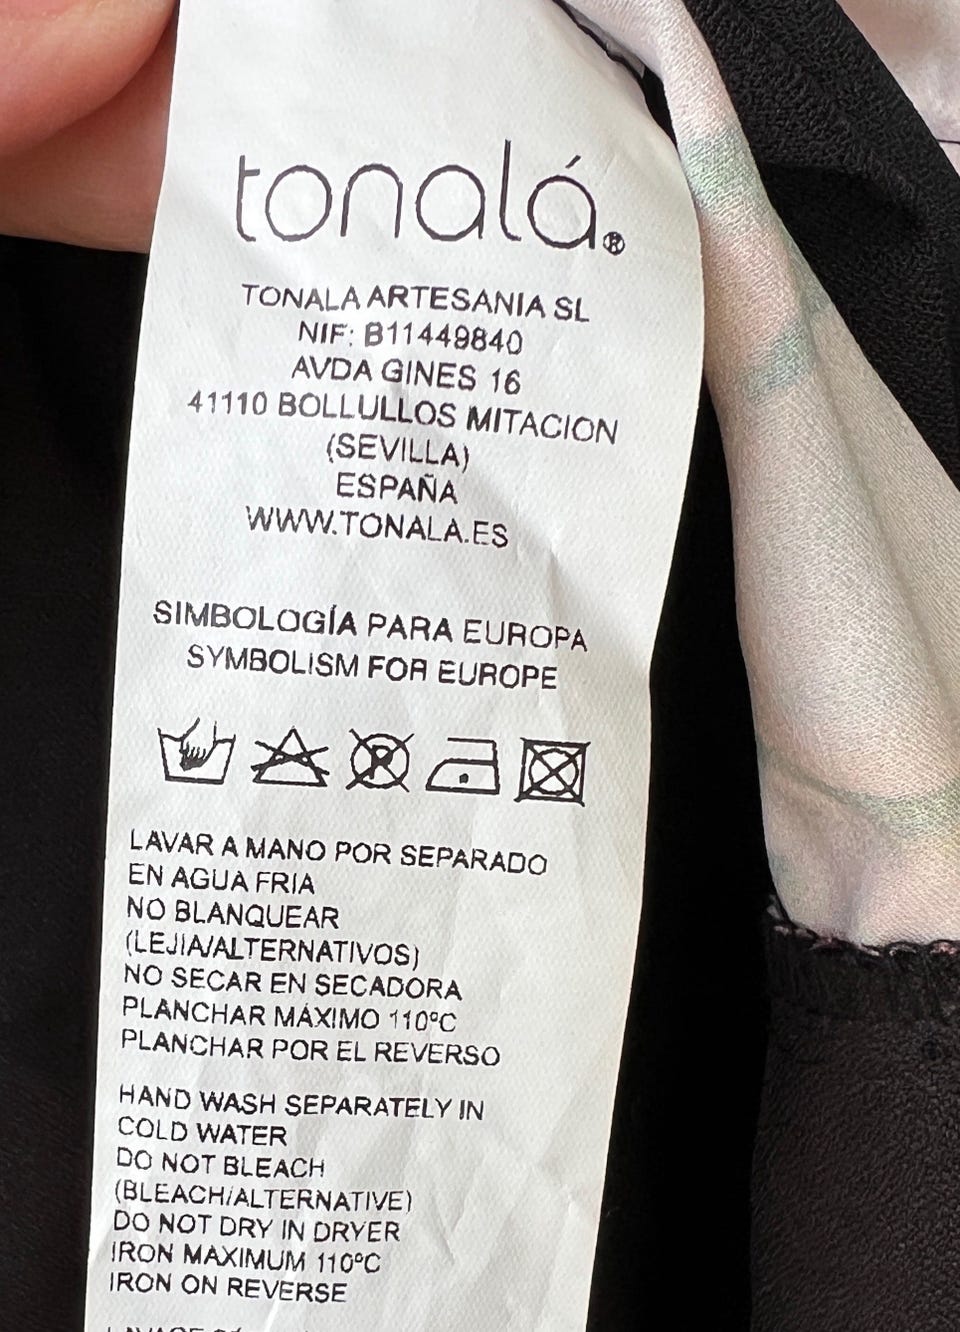 tonalá®
TONALA ARTESANIA SL
NIF: B11449840
AVDA GINES 16
41110 BOLLULLOS MITACION
(SEVILLA)
ESPAÑA
WWW.TONALA.ES
SIMBOLOGÍA PARA EUROPA
SYMBOLISM FOR EUROPE
P
LAVAR A MANO POR SEPARADO
EN AGUA FRIA
NO BLANQUEAR
(LEJIA/ALTERNATIVOS)
NO SECAR EN SECADORA
PLANCHAR MÁXIMO 110ºC
PLANCHAR POR EL REVERSO
HAND WASH SEPARATELY IN
COLD WATER
DO NOT BLEACH
(BLEACH/ALTERNATIVE)
DO NOT DRY IN DRYER
IRON MAXIMUM 110ºC
IRON ON REVERSE